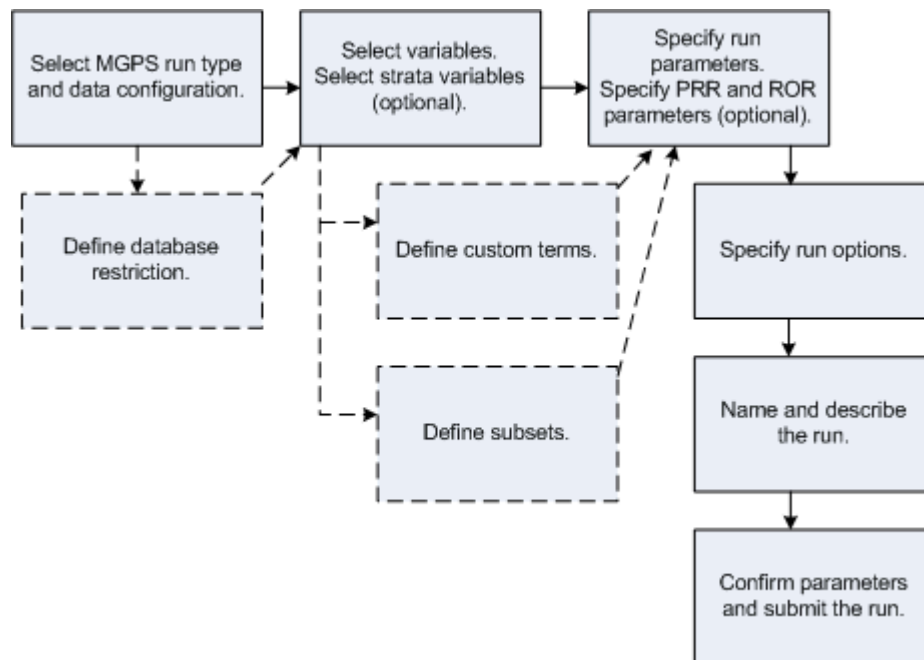 Select MGPS run type
and data configuration.
Select variables.
Select strata variables
(optional).
Specify run
parameters.
Specify PRR and ROR
parameters (optional).
Define database
restriction.
Define custom terms.
Specify run options.
Define subsets.
Name and describe
the run.
Confirm parameters
and submit the run.